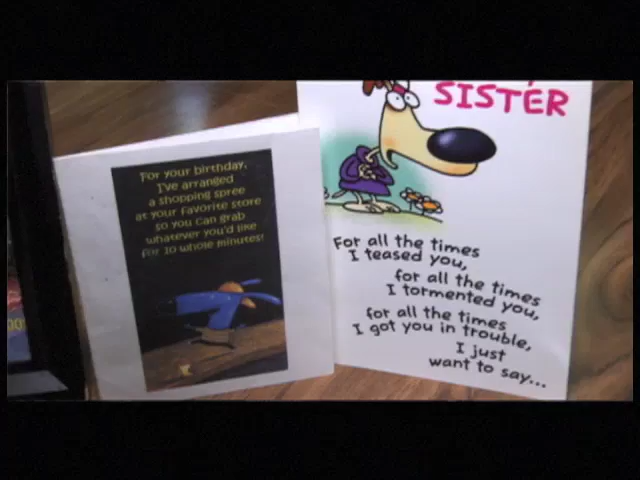 For your birthday,
I've arranged
a shopping spree
at your favorite store
so you can grab
whatever you'd like
for 10 whole minutes!
SISTER
For all the times
I teased you,
for all the times
I tormented you,
for all the times
I got you in trouble,
I just
want to say...